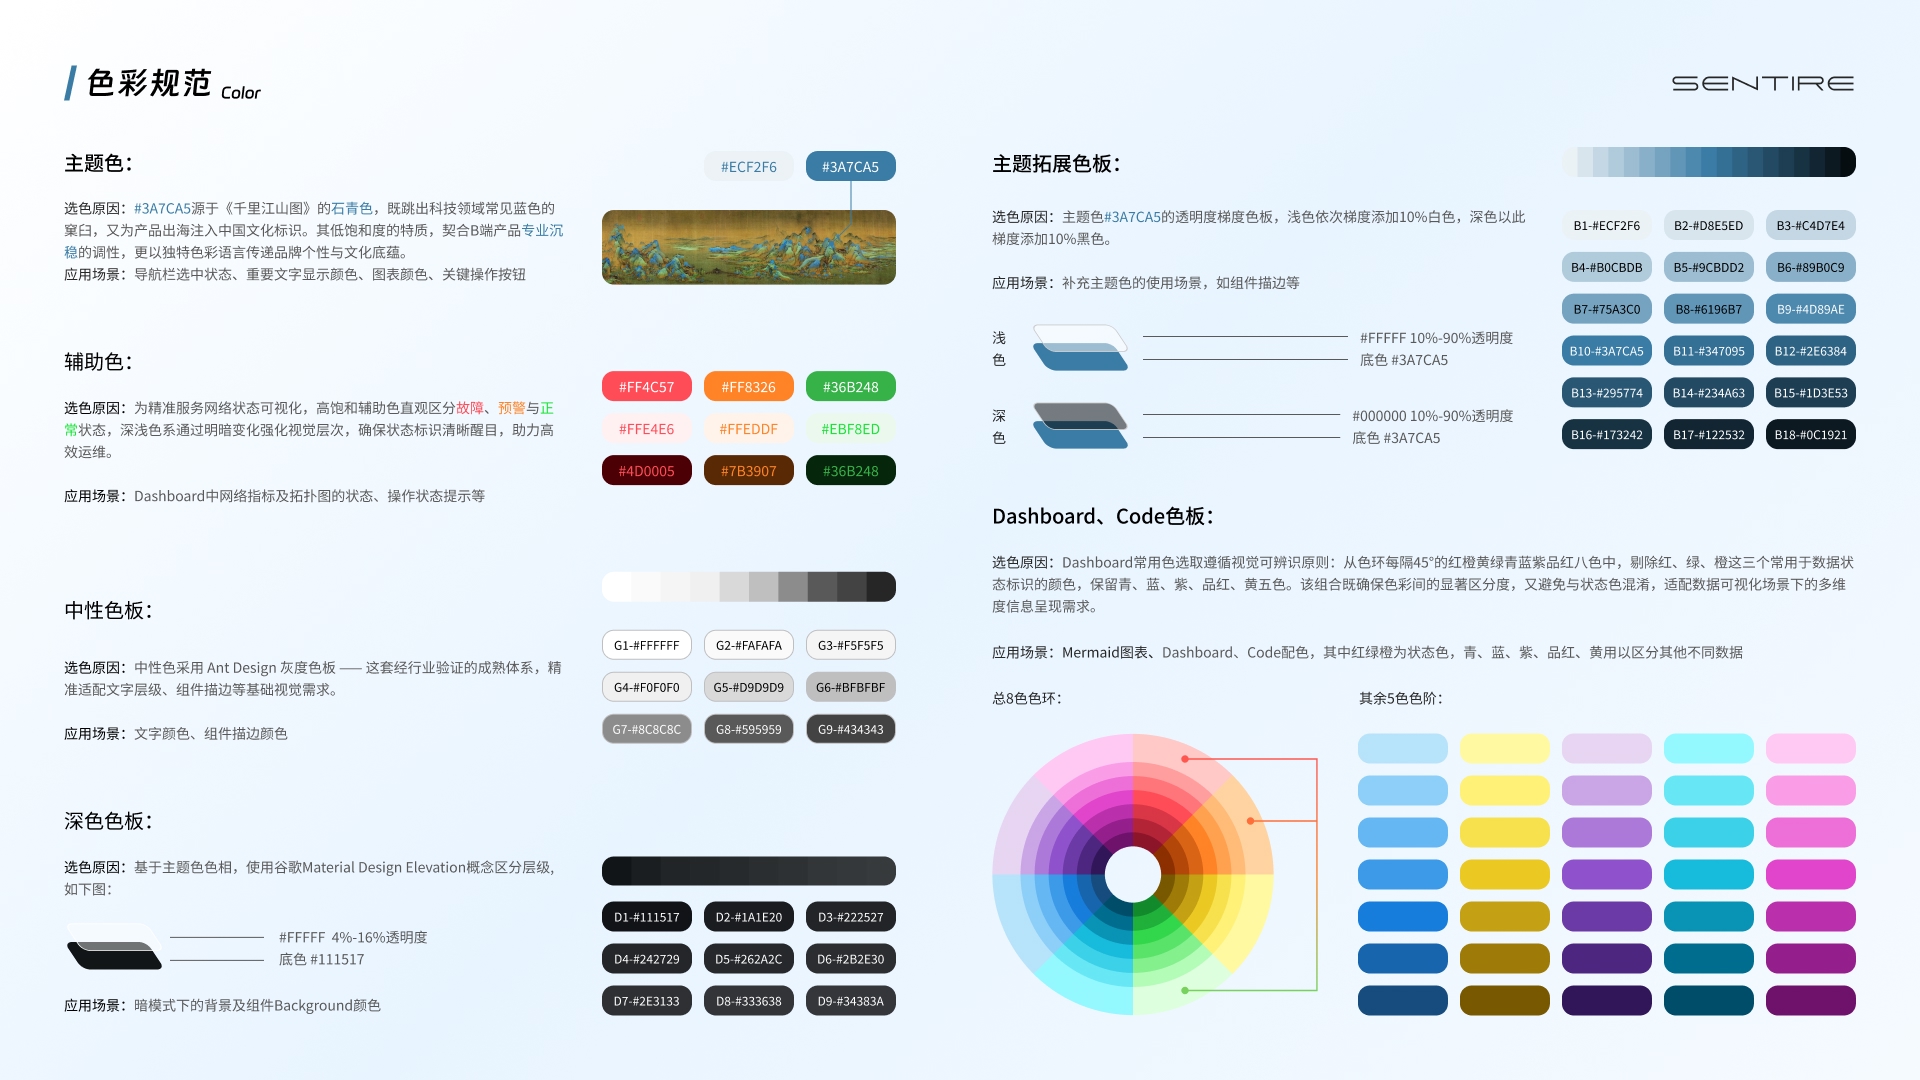 色彩规范 Color
SENTIRE
主题色：
选色原因：#3A7CA5源于《千里江山图》的石青色，既跳出科技领域常见蓝色的
窠臼，又为产品出海注入中国文化标识。其低饱和度的特质，契合B端产品专业沉
稳的调性，更以独特色彩语言传递品牌个性与文化底蕴。
应用场景：导航栏选中状态、重要文字显示颜色、图表颜色、关键操作按钮
#ECF2F6 #3A7CA5
辅助色：
选色原因：为精准服务网络状态可视化，高饱和辅助色直观区分故障、预警与正
常状态，深浅色系通过明暗变化强化视觉层次，确保状态标识清晰醒目，助力高
效运维。
应用场景：Dashboard中网络指标及拓扑图的状态、操作状态提示等
#FF4C57 #FF8326 #36B248
#FFE4E6 #FFEDDF #EBF8ED
#4D0005 #7B3907 #36B248
中性色板：
选色原因：中性色采用 Ant Design 灰度色板 —— 这套经行业验证的成熟体系，精
准适配文字层级、组件描边等基础视觉需求。
应用场景：文字颜色、组件描边颜色
G1-#FFFFFF G2-#FAFAFA G3-#F5F5F5
G4-#F0F0F0 G5-#D9D9D9 G6-#BFBFBF
G7-#8C8C8C G8-#595959 G9-#434343
深色色板：
选色原因：基于主题色色相，使用谷歌Material Design Elevation概念区分层级,
如下图：
#FFFFF 4%-16%透明度
底色 #111517
应用场景：暗模式下的背景及组件Background颜色
D1-#111517 D2-#1A1E20 D3-#222527
D4-#242729 D5-#262A2C D6-#2B2E30
D7-#2E3133 D8-#333638 D9-#34383A
主题拓展色板：
选色原因：主题色#3A7CA5的透明度梯度色板，浅色依次梯度添加10%白色，深色以此
梯度添加10%黑色。
应用场景：补充主题色的使用场景，如组件描边等
浅
色
#FFFFF 10%-90%透明度
底色 #3A7CA5
深
色
#000000 10%-90%透明度
底色 #3A7CA5
B1-#ECF2F6 B2-#D8E5ED B3-#C4D7E4
B4-#B0CBDB B5-#9CBDD2 B6-#89B0C9
B7-#75A3C0 B8-#6196B7 B9-#4D89AE
B10-#3A7CA5 B11-#347095 B12-#2E6384
B13-#295774 B14-#234A63 B15-#1D3E53
B16-#173242 B17-#122532 B18-#0C1921
Dashboard、Code色板：
选色原因：Dashboard常用色选取遵循视觉可辨识原则：从色环每隔45°的红橙黄绿青蓝紫品红八色中，剔除红、绿、橙这三个常用于数据状
态标识的颜色，保留青、蓝、紫、品红、黄五色。该组合既确保色彩间的显著区分度，又避免与状态色混淆，适配数据可视化场景下的多维
度信息呈现需求。
应用场景：Mermaid图表、Dashboard、Code配色，其中红绿橙为状态色，青、蓝、紫、品红、黄用以区分其他不同数据
总8色色环：
其余5色色阶：